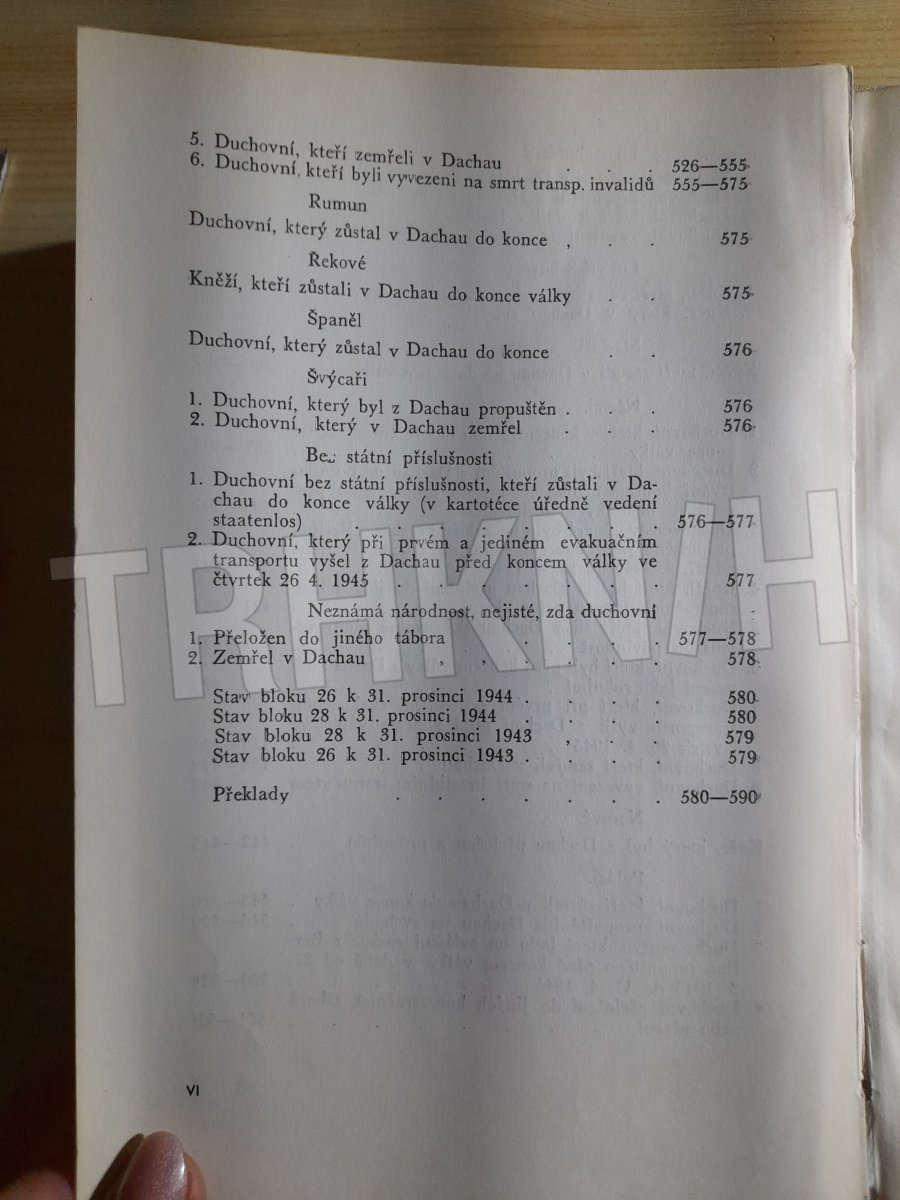 5. Duchovní, kteří zemřeli v Dachau . . . 526—555
6. Duchovní, kteří byli vyvezeni na smrt transp. invalidů 555—575
Rumun
Duchovní, který zůstal v Dachau do konce , . . 575
Řekové
Kněží, kteří zůstali v Dachau do konce války . . 575
Španěl
Duchovní, který zůstal v Dachau do konce . . 576
Švýcaři
1. Duchovní, který byl z Dachau propuštěn . . . 576
2. Duchovní, který v Dachau zemřel . . . 576
Bez státní příslušnosti
1. Duchovní bez státní příslušnosti, kteří zůstali v Da-
chau do konce války (v kartotéce úředně vedení
staatenlos) . . . . . . . . 576—577
2. Duchovní, který při prvém a jediném evakuačním
transportu vyšel z Dachau před koncem války ve
čtvrtek 26 4. 1945 . . . . . . . 577
Neznámá národnost, nejisté, zda duchovní
1. Přeložen do jiného tábora . . . . 577—578
2. Zemřel v Dachau , , . . . . 578
Stav bloku 26 k 31. prosinci 1944 . . . . 580
Stav bloku 28 k 31. prosinci 1944 . . . . 580
Stav bloku 28 k 31. prosinci 1943 , . . 579
Stav bloku 26 k 31. prosinci 1943 . . . . 579
Překlady . . . . . . . 580—590
VI
TRHKN/H